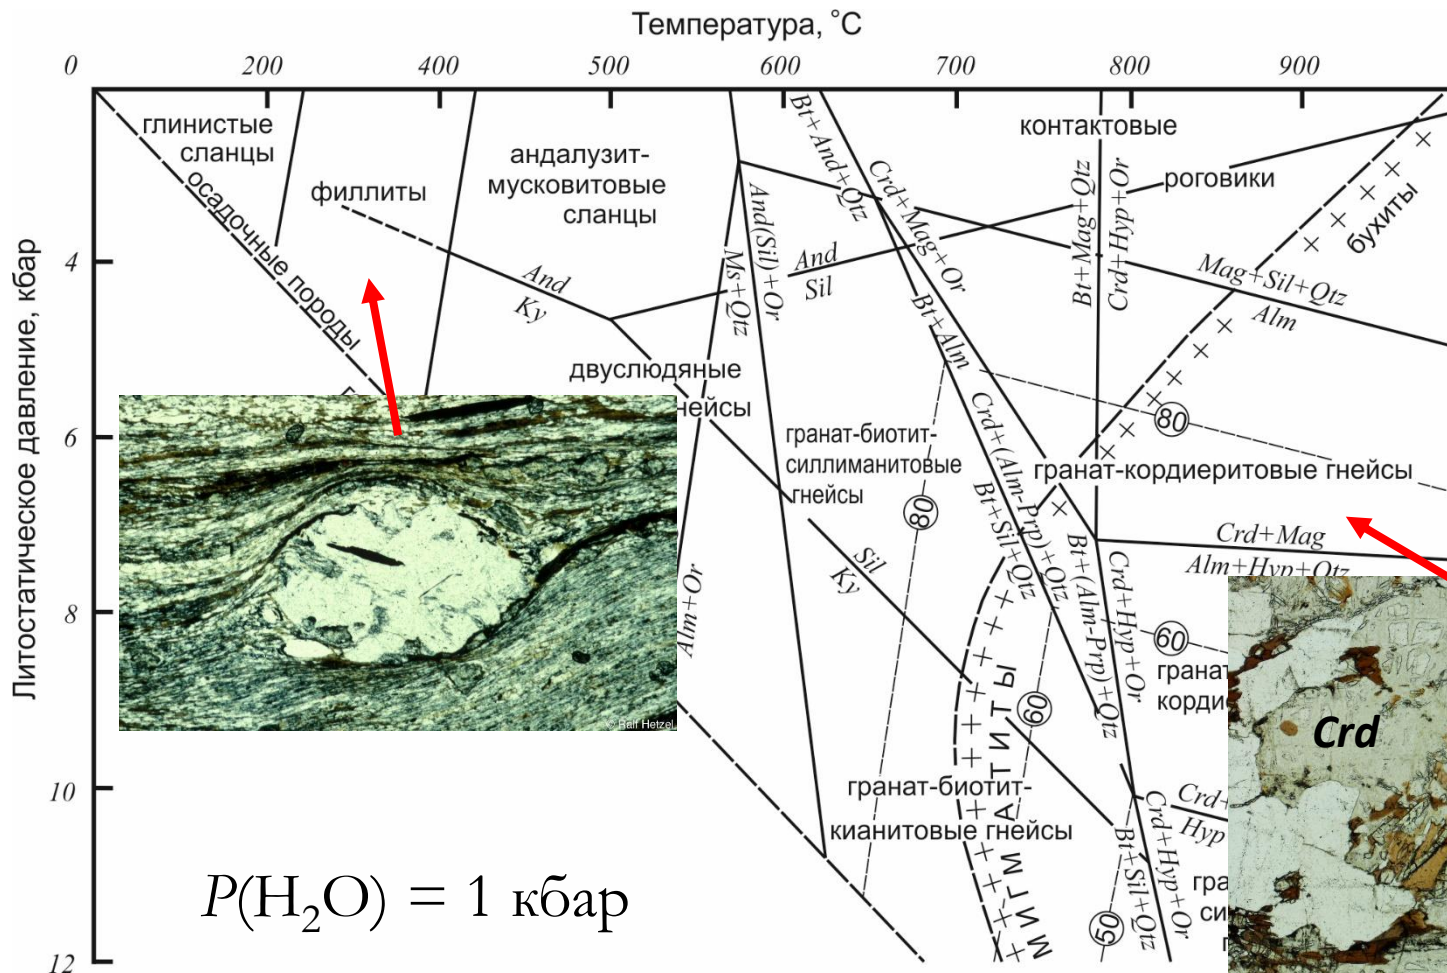 Температура, °C
0 200 400 500 600 700 800 900
Литостатическое давление, кбар
4
6
8
10
12
глинистые
сланцы
осадочные породы
филлиты
андалузит-
мусковитовые
сланцы
And
Ky
And(Sil)+Or
Ms+Qtz
And
Sil
Bt+And+Qtz
Crd+Mag+Or
контактовые
роговики
Bt+Mag+Qtz
Crd+Hyp+Or
бухиты
Mag+Sil+Qtz
Alm
Bt+Alm
Crd+(Alm-Prp)+Qtz
Bt+Sil+Qtz
двуслюдяные
нейсы
гранат-биотит-
силлиманитовые
гнейсы
80
80
гранат-кордиеритовые гнейсы
Crd+Mag
Alm+Hyp+Qtz
Sil
Ky
Alm+Or
Bt+(Alm-Prp)+Qtz
Crd+Hyp+Or
60
60
гранат
корди
МИГМАТИТЫ
гранат-биотит-
кианитовые гнейсы
Crd+
Hyp
Crd+Hyp+Or
Bt+Sil+Qtz
50
гра
си
г
© Ralf Hetzel
Crd
P(H₂O) = 1 кбар